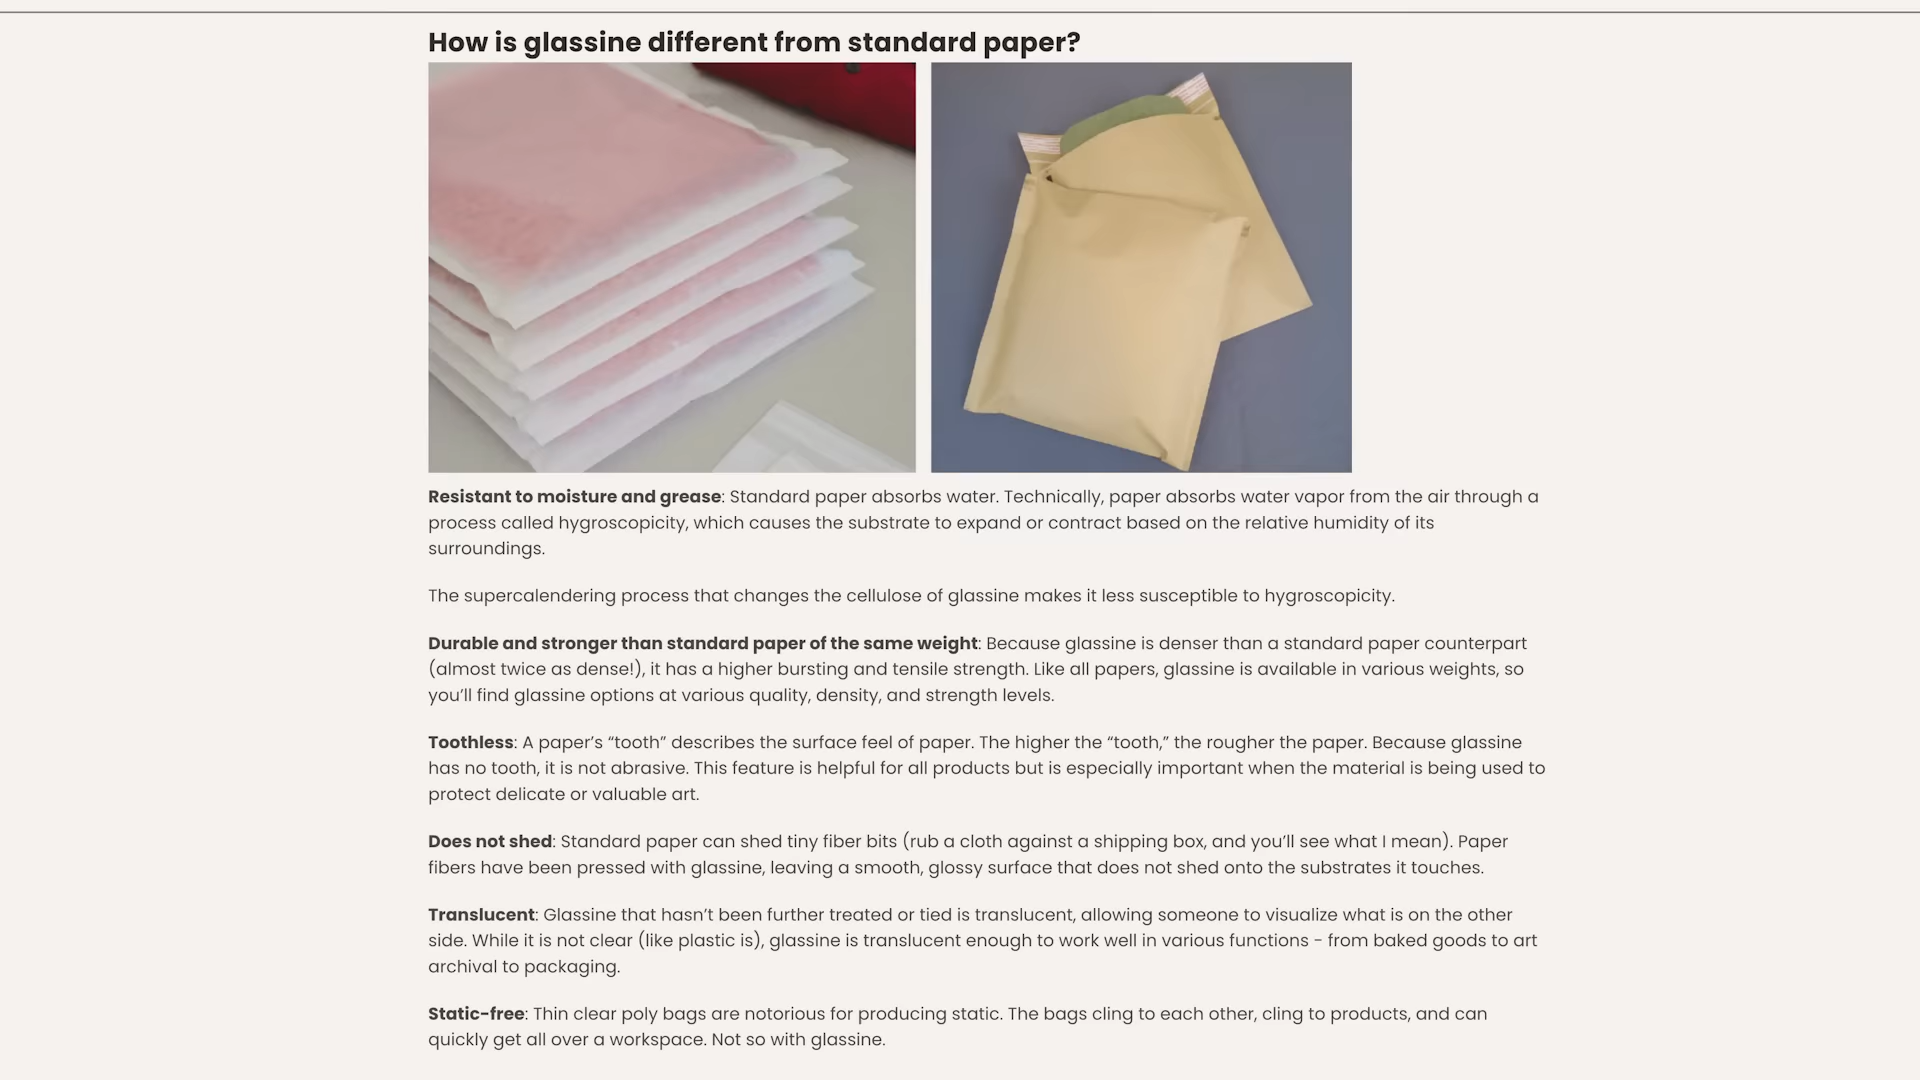 How is glassine different from standard paper?
Resistant to moisture and grease: Standard paper absorbs water. Technically, paper absorbs water vapor from the air through a
process called hygroscopicity, which causes the substrate to expand or contract based on the relative humidity of its
surroundings.
The supercalendering process that changes the cellulose of glassine makes it less susceptible to hygroscopicity.
Durable and stronger than standard paper of the same weight: Because glassine is denser than a standard paper counterpart
(almost twice as dense!), it has a higher bursting and tensile strength. Like all papers, glassine is available in various weights, so
you’ll find glassine options at various quality, density, and strength levels.
Toothless: A paper’s “tooth” describes the surface feel of paper. The higher the “tooth,” the rougher the paper. Because glassine
has no tooth, it is not abrasive. This feature is helpful for all products but is especially important when the material is being used to
protect delicate or valuable art.
Does not shed: Standard paper can shed tiny fiber bits (rub a cloth against a shipping box, and you’ll see what I mean). Paper
fibers have been pressed with glassine, leaving a smooth, glossy surface that does not shed onto the substrates it touches.
Translucent: Glassine that hasn’t been further treated or tied is translucent, allowing someone to visualize what is on the other
side. While it is not clear (like plastic is), glassine is translucent enough to work well in various functions - from baked goods to art
archival to packaging.
Static-free: Thin clear poly bags are notorious for producing static. The bags cling to each other, cling to products, and can
quickly get all over a workspace. Not so with glassine.